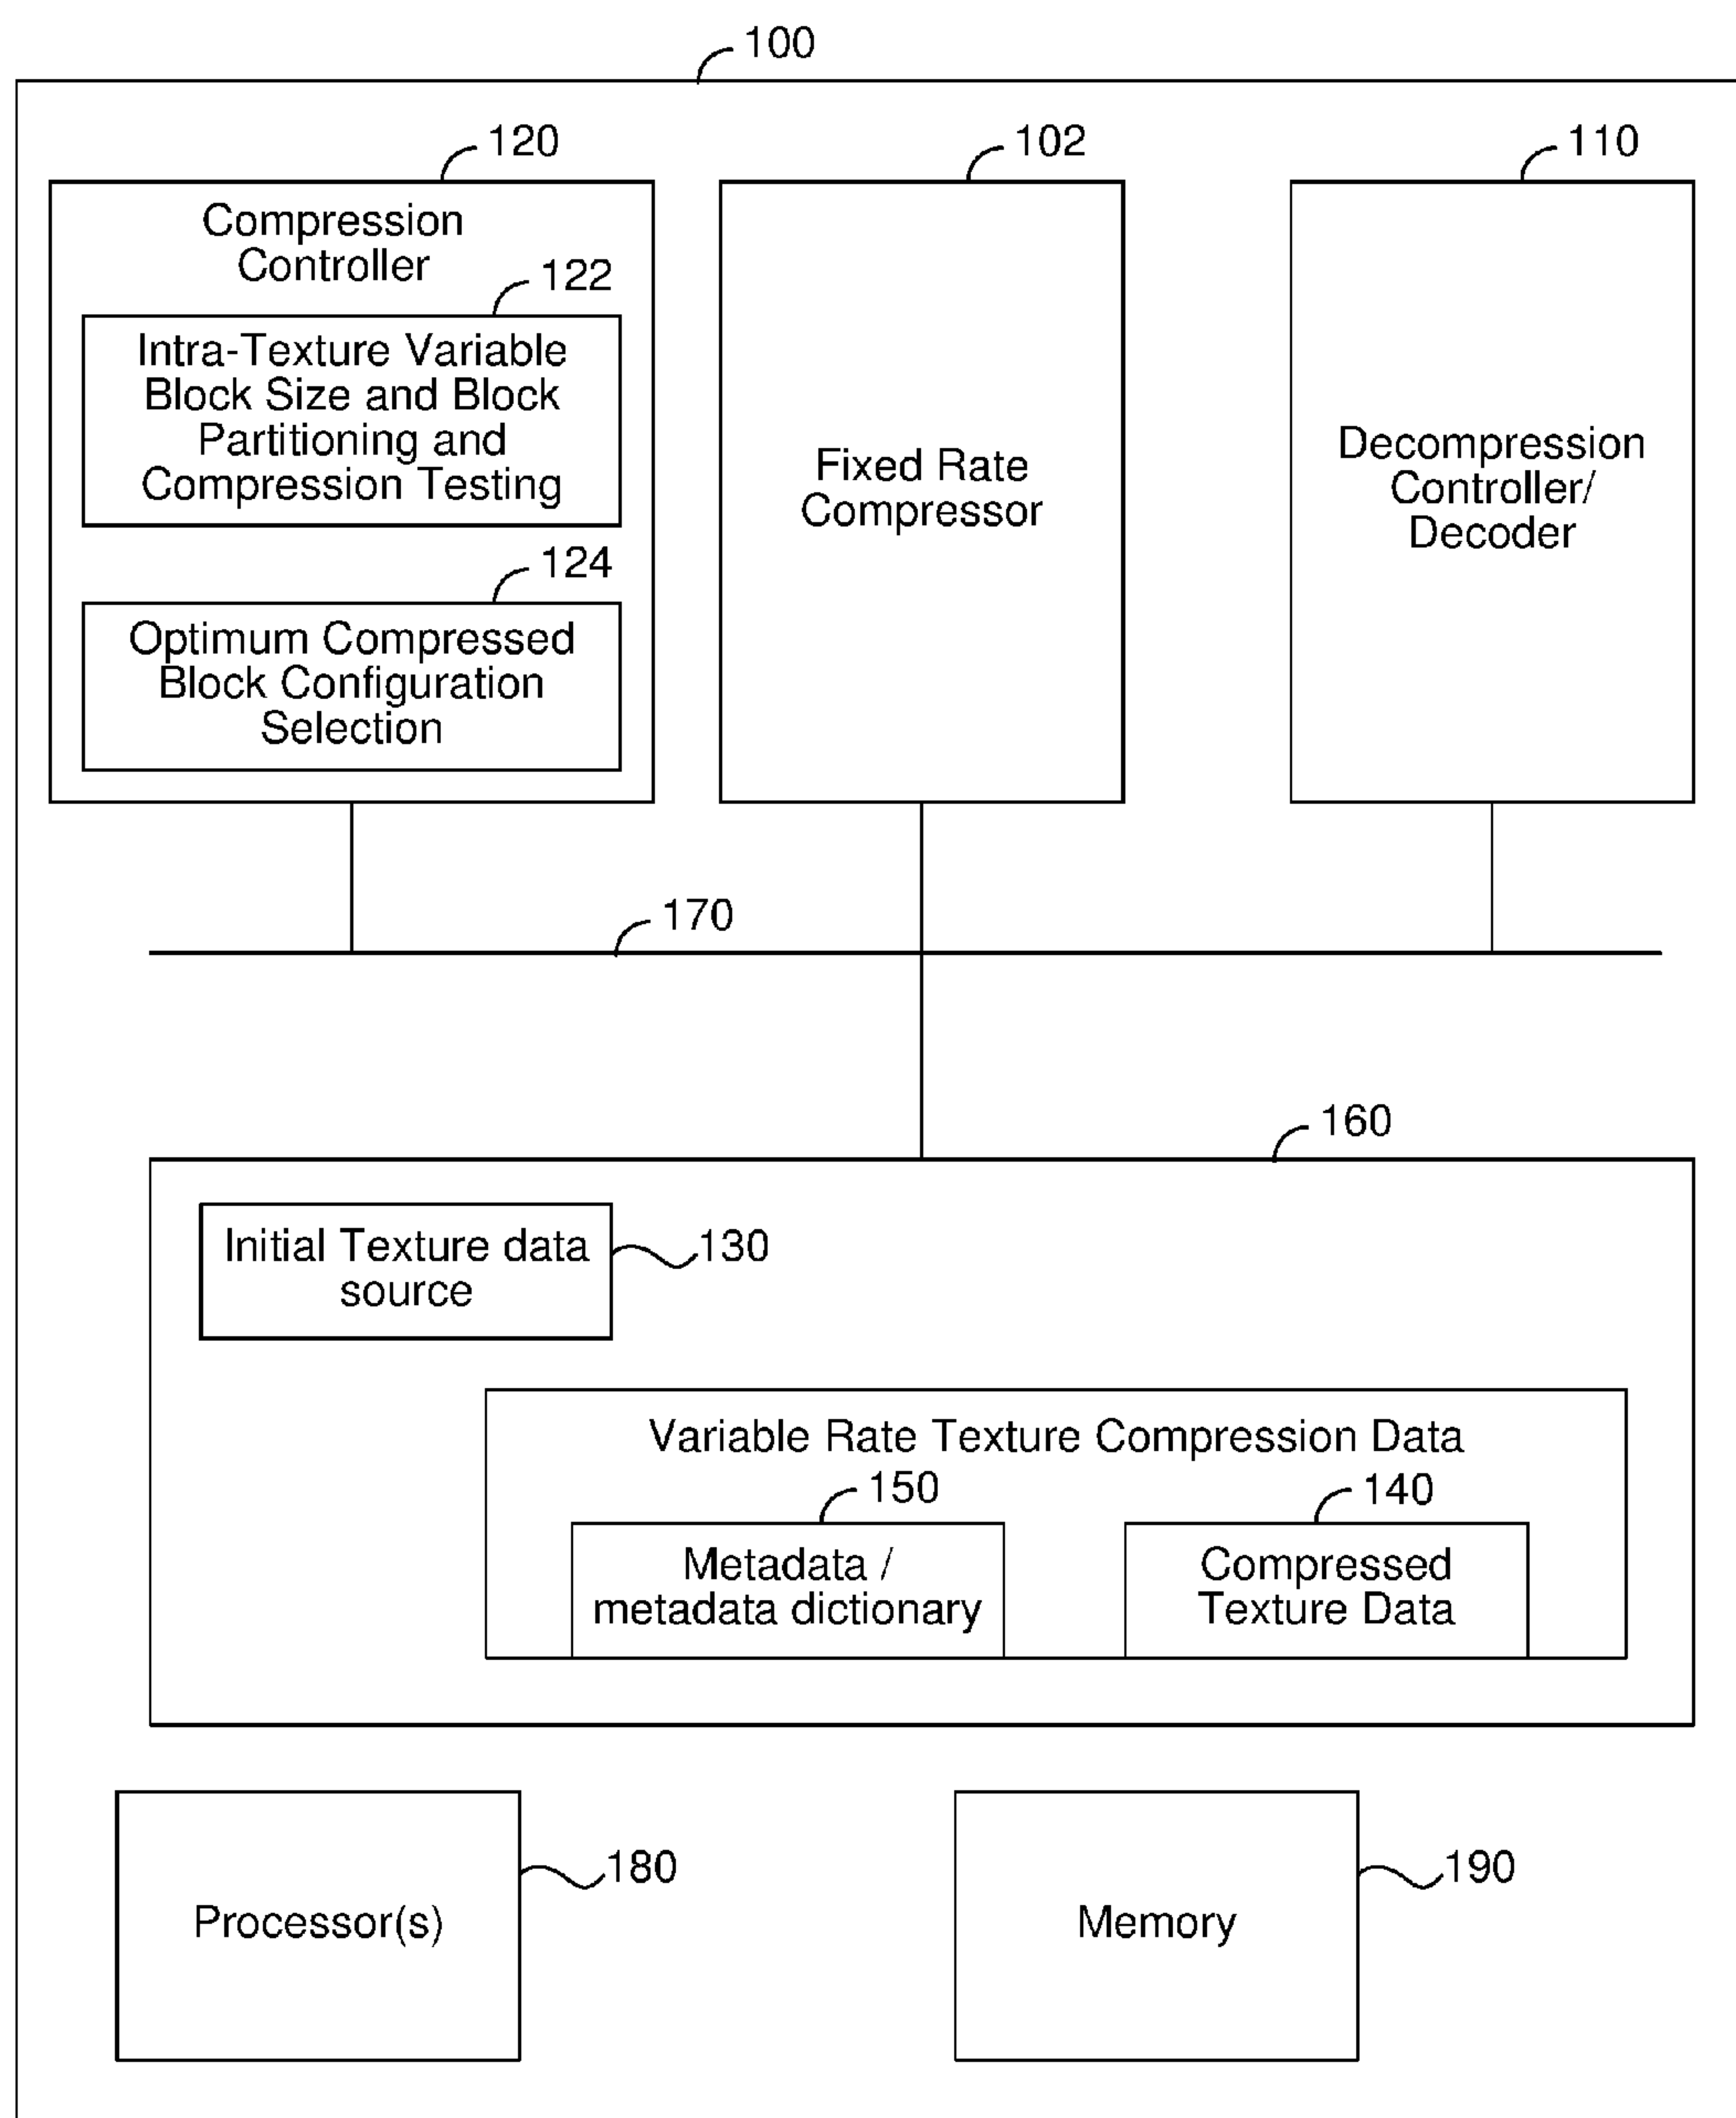 100
120
102
110
Compression
Controller
122
Intra-Texture Variable
Block Size and Block
Partitioning and
Compression Testing
124
Optimum Compressed
Block Configuration
Selection
Fixed Rate
Compressor
Decompression
Controller/
Decoder
170
160
Initial Texture data
source
130
Variable Rate Texture Compression Data
150
140
Metadata /
metadata dictionary
Compressed
Texture Data
Processor(s)
180
Memory
190